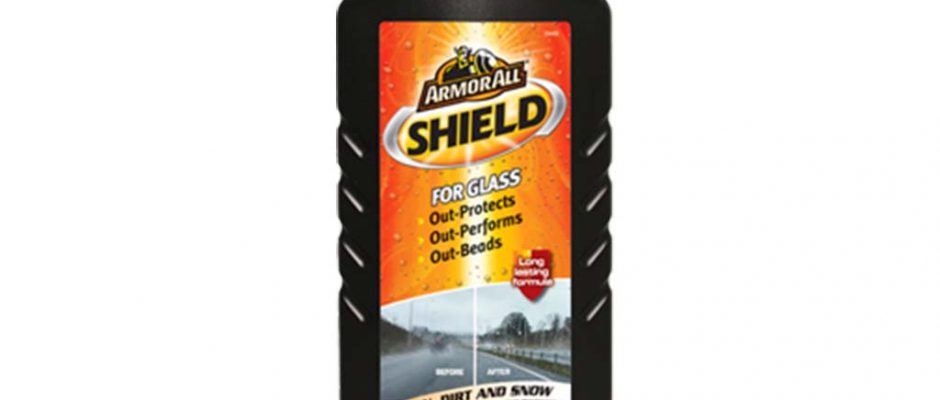 ARMORALL
SHIELD
FOR GLASS
Out-Protects
Out-Performs
Out-Beads
Long
lasting
formula
BEFORE AFTER
DIRT AND SNOW